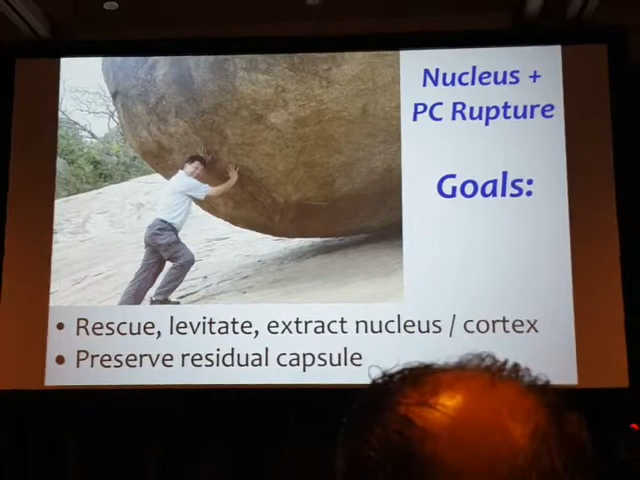 Nucleus +
PC Rupture
Goals:
• Rescue, levitate, extract nucleus / cortex
• Preserve residual capsule